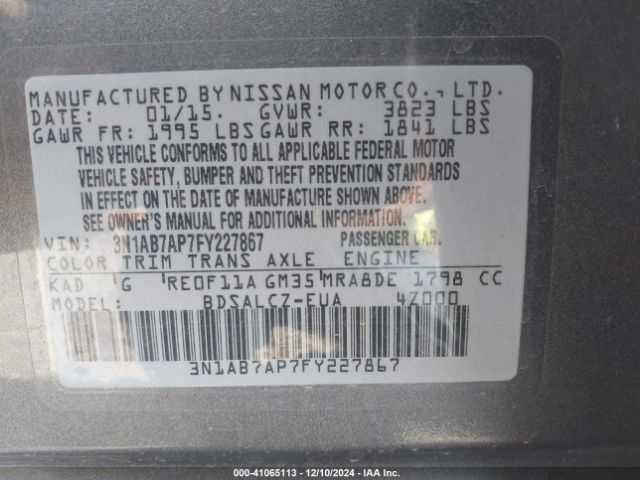 MANUFACTURED BY NISSAN MOTOR CO., LTD.
DATE: 01/15. GVWR: 3823 LBS
GAWR FR: 1995 LBS GAWR RR: 1841 LBS
THIS VEHICLE CONFORMS TO ALL APPLICABLE FEDERAL MOTOR
VEHICLE SAFETY, BUMPER AND THEFT PREVENTION STANDARDS
IN EFFECT ON THE DATE OF MANUFACTURE SHOWN ABOVE.
SEE OWNER'S MANUAL FOR ADDITIONAL INFORMATION.
VIN: 3N1AB7AP7FY227867 PASSENGER CAR.
COLOR TRIM TRANS AXLE ENGINE
KAD G RE0F11A GM35 MRA8DE 1798 CC
MODEL: BDSALCZ-EUA 4Z000
3N1AB7AP7FY227867
000-41065113 — 12/10/2024 — IAA Inc.